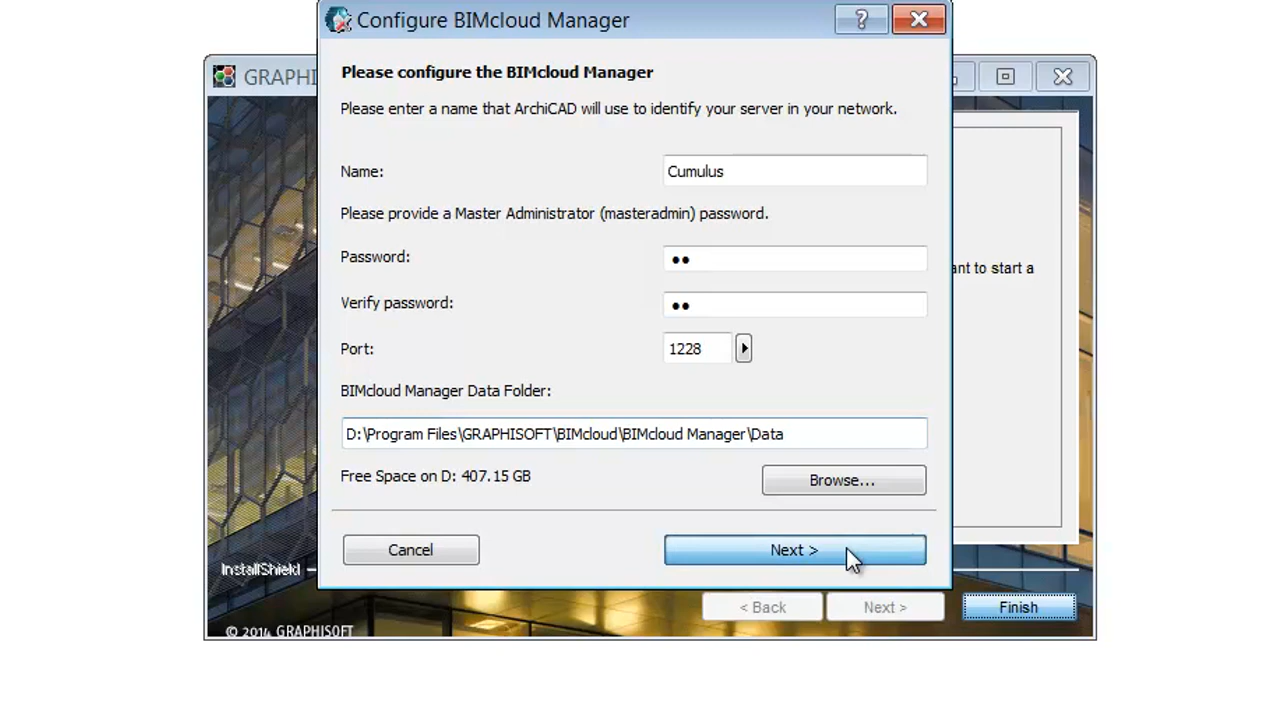 Configure BIMcloud Manager
?
GRAPHI
Please configure the BIMcloud Manager
Please enter a name that ArchiCAD will use to identify your server in your network.
Name:
Cumulus
Please provide a Master Administrator (masteradmin) password.
Password:
●●
Verify password:
●●
ant to start a
Port:
1228
BIMcloud Manager Data Folder:
D:\Program Files\GRAPHISOFT\BIMcloud\BIMcloud Manager\Data
Free Space on D: 407.15 GB
Browse...
Cancel
Next >
InstallShield
< Back
Next >
Finish
© 2014 GRAPHISOFT